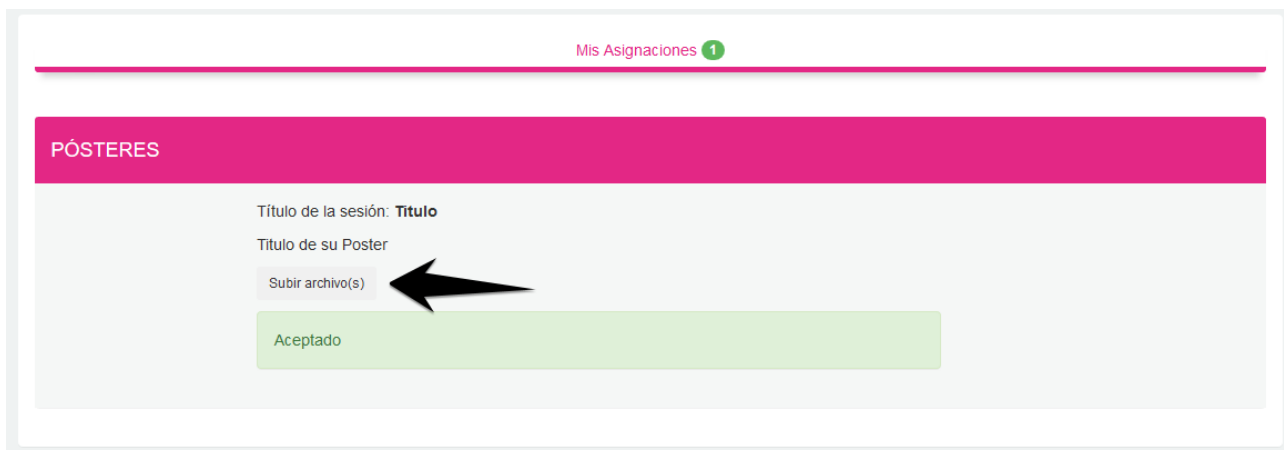 Mis Asignaciones 1
PÓSTERES
Título de la sesión: Titulo
Titulo de su Poster
Subir archivo(s)
Aceptado